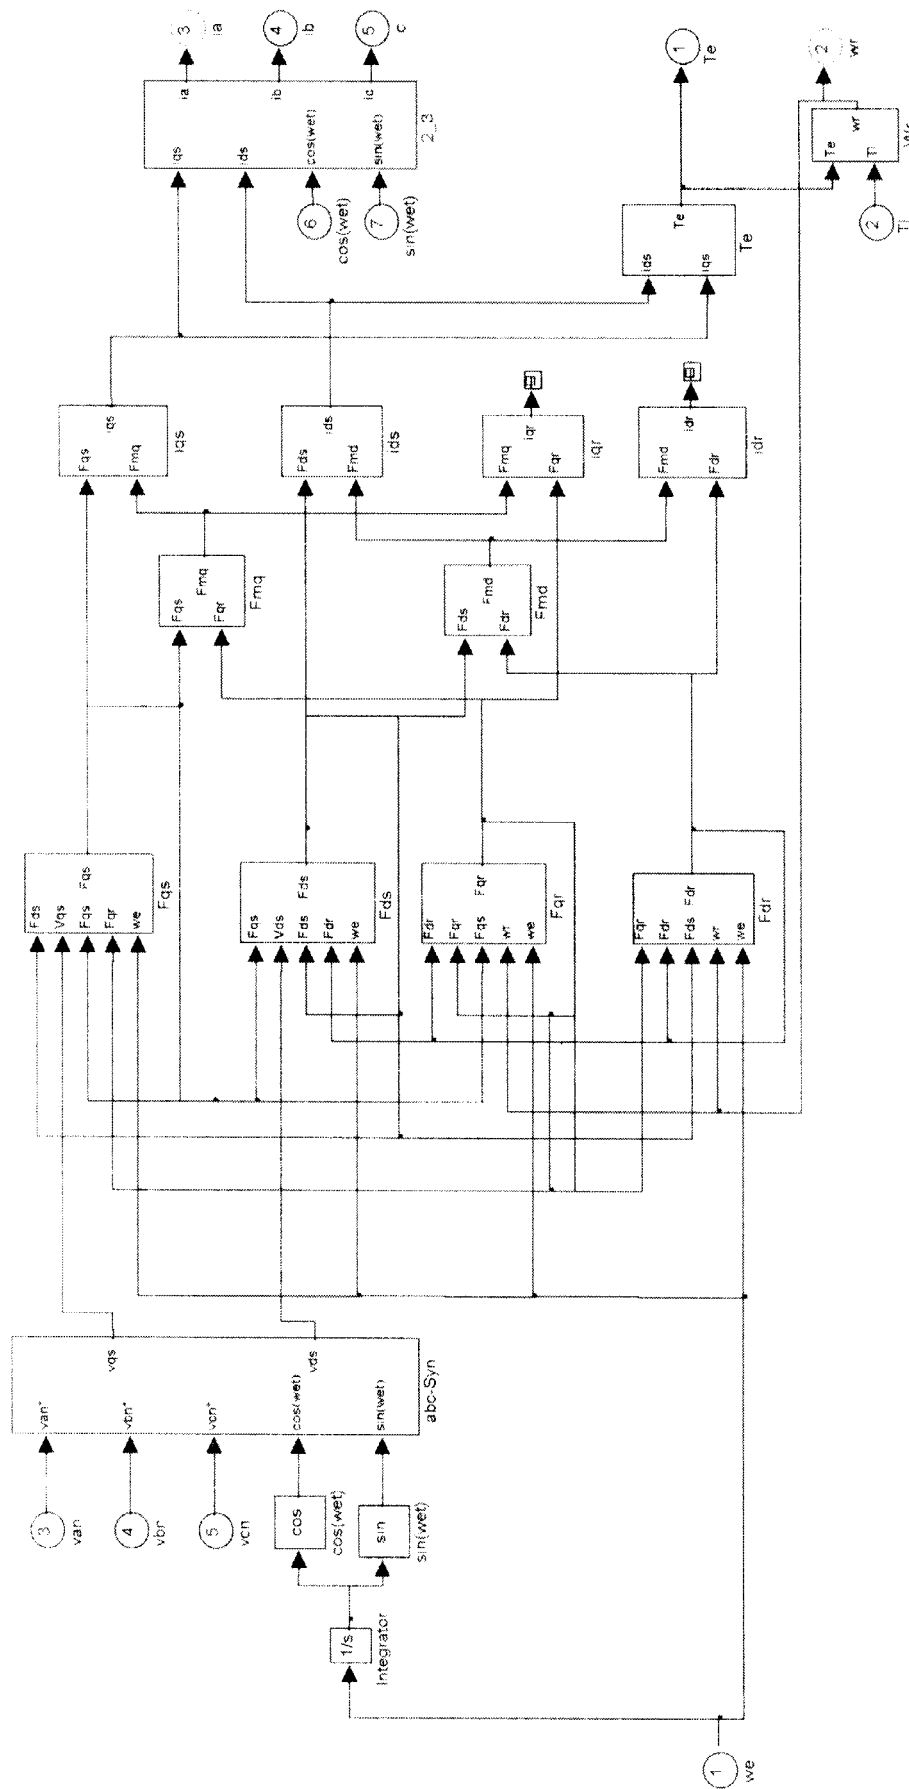 1
we
1/s
Integrator
cos
cos(wet)
sin
sin(wet)
3
van
4
5
vcn
van*
vcn*
cos(wet)
sin(wet)
vqs
vds
abc-Syn
Fds
Vqs
Fqs
Fqr
we
Fqs
Fqs
Fqs
Vds
Fds
Fdr
we
Fds
Fds
Fdr
Fqr
Fqs
wr
we
Fqr
Fqr
Fqr
Fdr
Fds
wr
we
Fdr
Fdr
Fqs
Fqr
Fmq
Fmq
Fds
Fdr
Fmd
Fmd
Fqs
Fmq
iqs
iqs
Fds
Fmd
ids
ids
Fmq
Fqr
iqr
iqr
Fmd
Fdr
idr
idr
iqs
ids
cos(wet)
sin(wet)
ia
ib
ic
2_3
6
cos(wet)
7
sin(wet)
3
ia
4
ib
5
c
ids
iqs
Te
Te
1
Te
Te
Tl
wr
2
Tl
2
wr